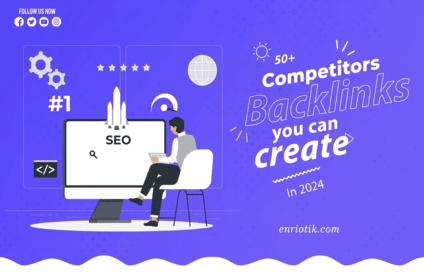 FOLLOW US NOW
50+
Competitors
Backlinks
you can
create
In 2024
#1
SEO
</>
enriotik.com